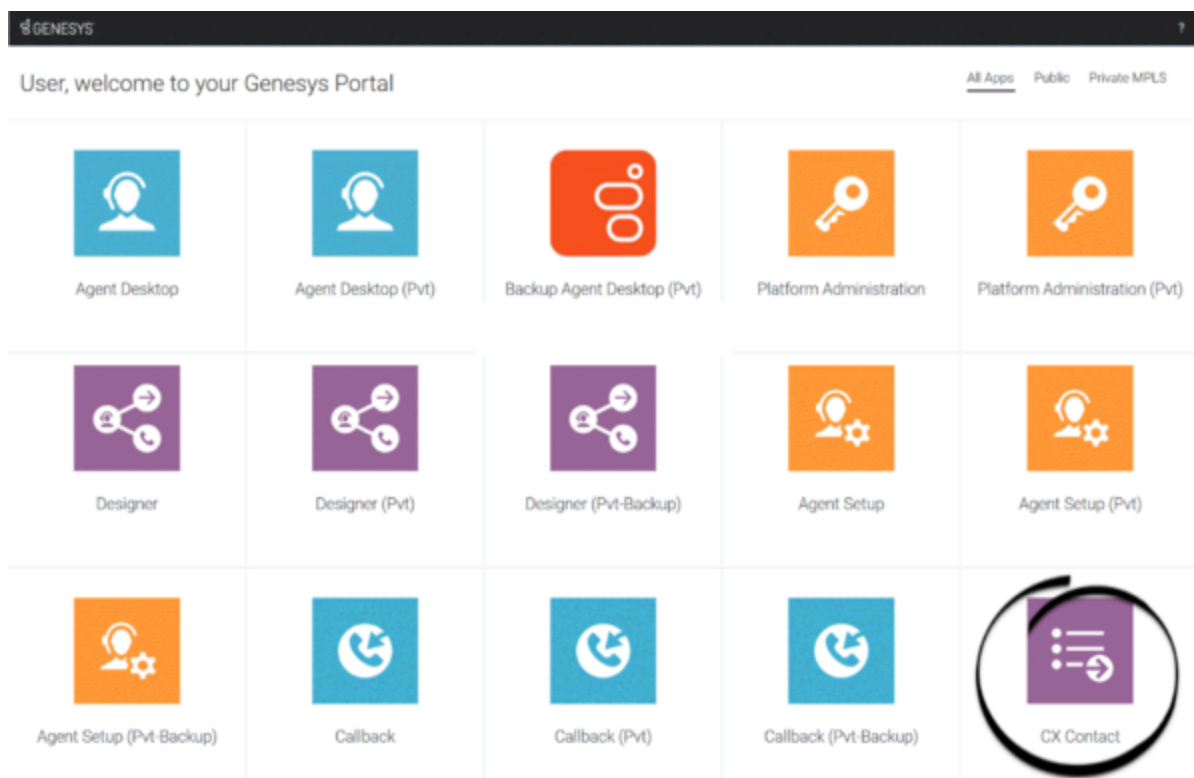 GENESYS ?
User, welcome to your Genesys Portal
All Apps Public Private MPLS
Agent Desktop
Agent Desktop (Pvt)
Backup Agent Desktop (Pvt)
Platform Administration
Platform Administration (Pvt)
Designer
Designer (Pvt)
Designer (Pvt-Backup)
Agent Setup
Agent Setup (Pvt)
Agent Setup (Pvt-Backup)
Callback
Callback (Pvt)
Callback (Pvt-Backup)
CX Contact